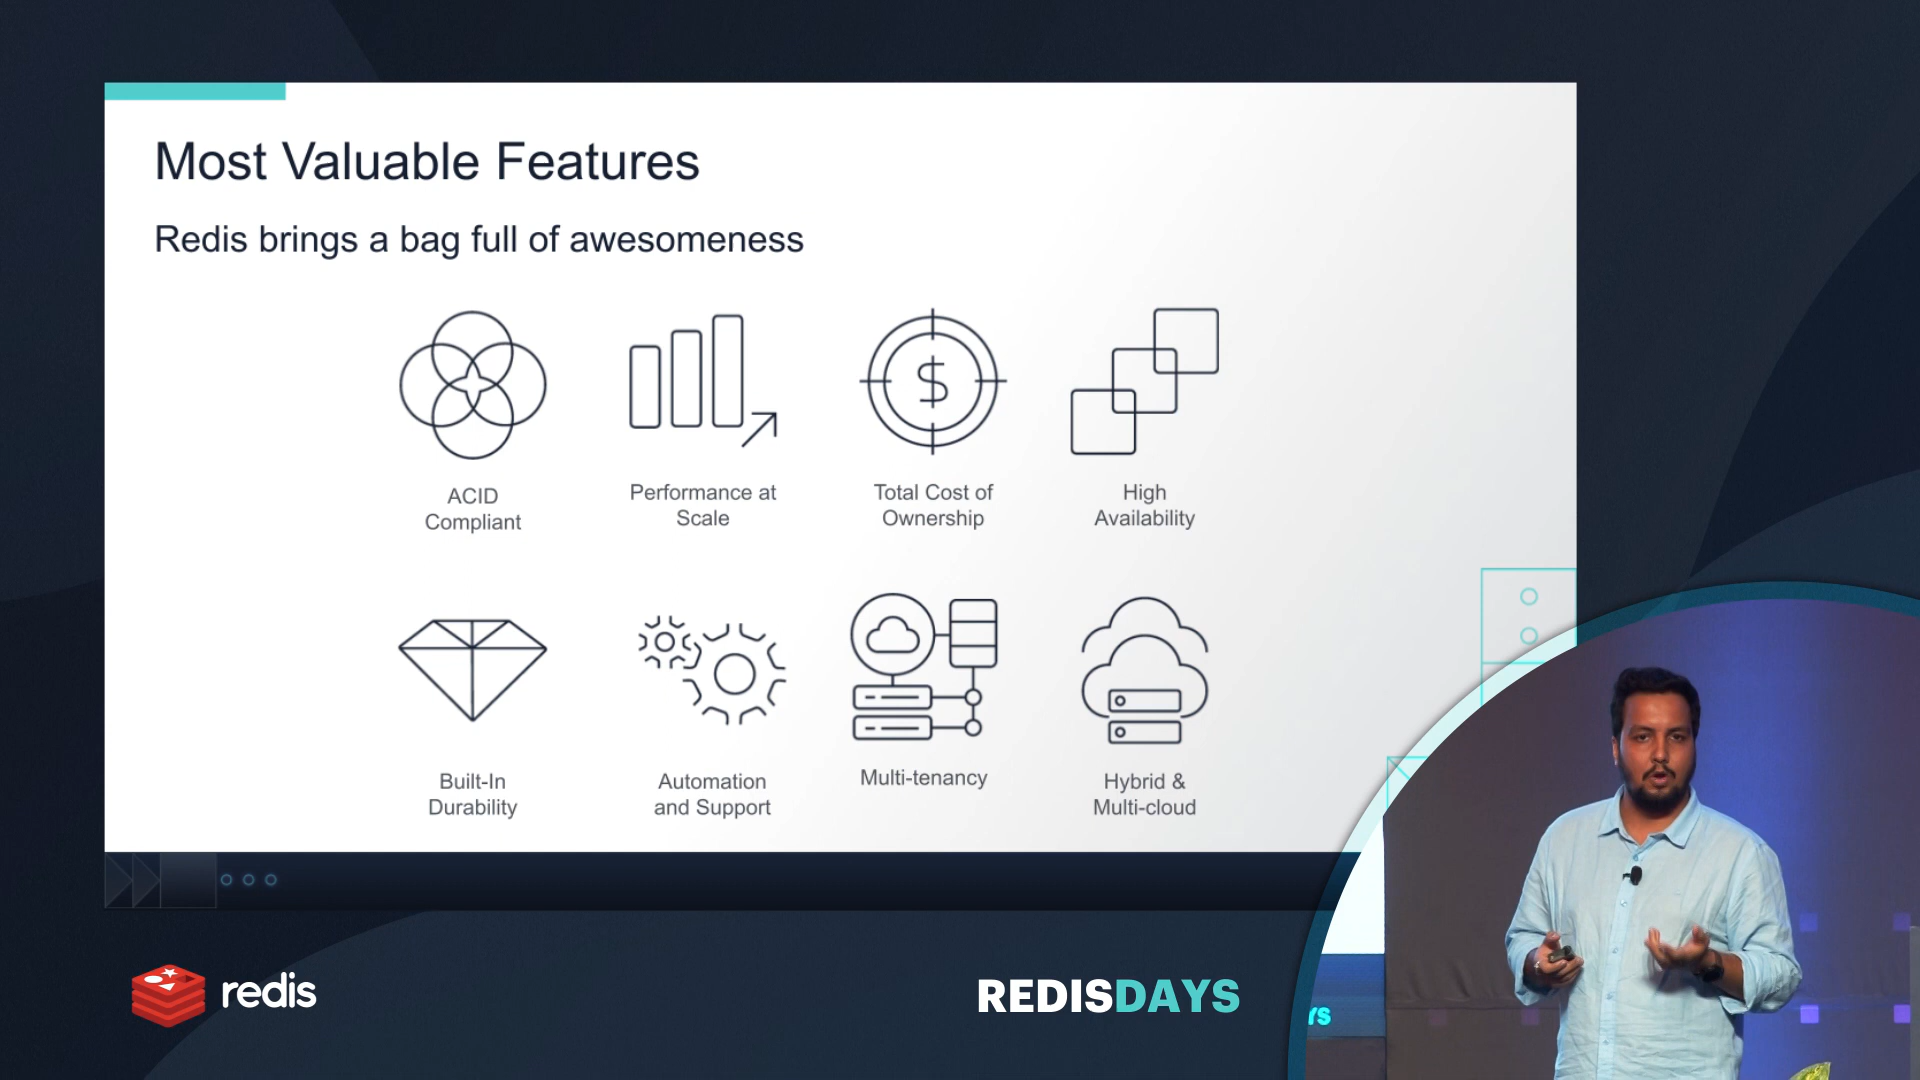 Most Valuable Features
Redis brings a bag full of awesomeness
ACID
Compliant
Performance at
Scale
Total Cost of
Ownership
High
Availability
Built-In
Durability
Automation
and Support
Multi-tenancy
Hybrid &
Multi-cloud
redis
REDISDAYS
YS